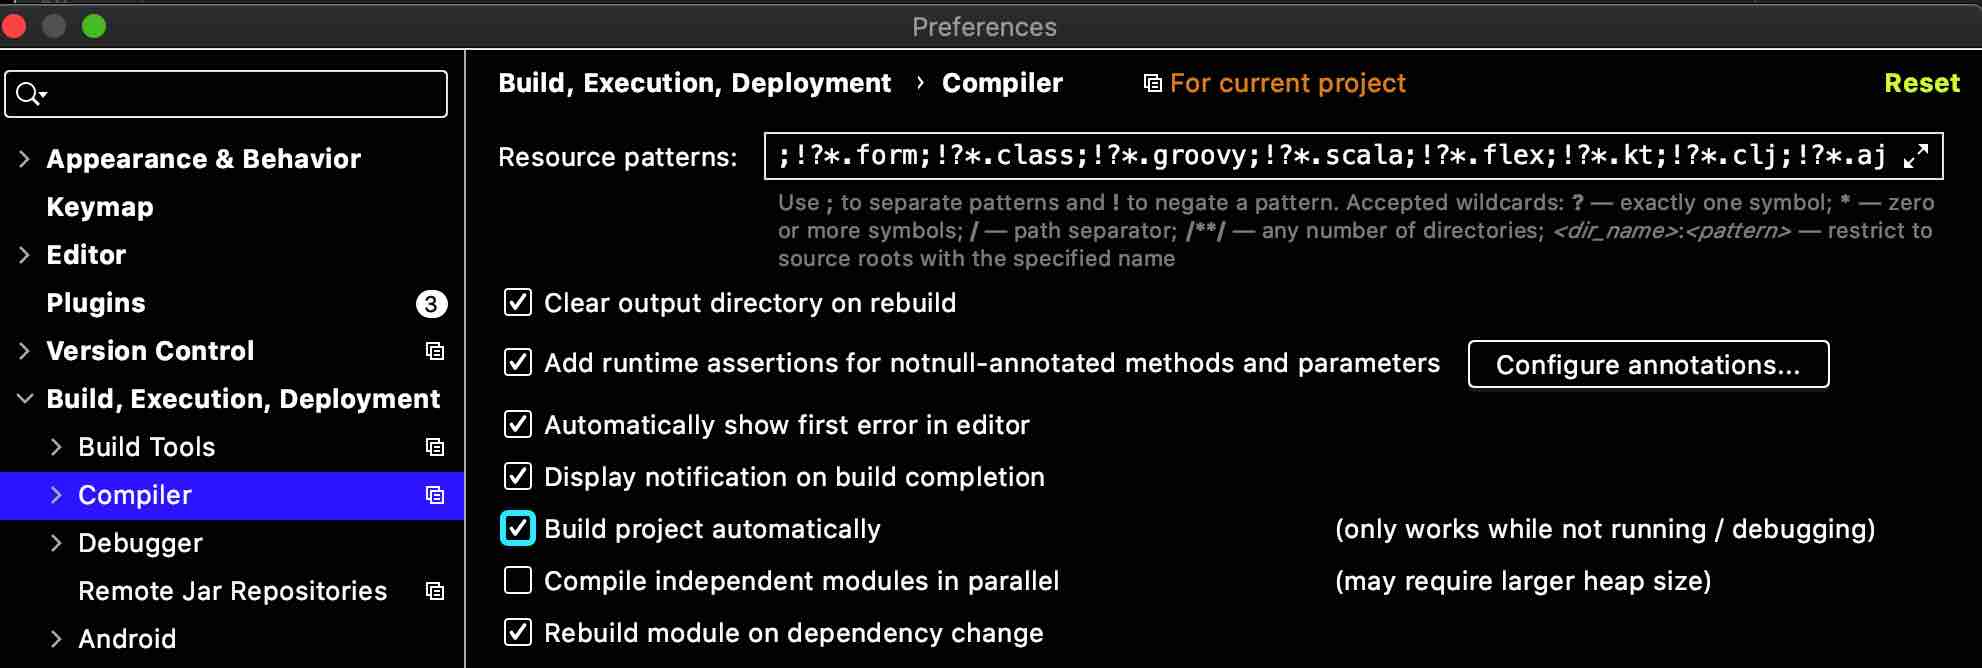 Preferences
Appearance & Behavior
Keymap
Editor
Plugins 3
Version Control
Build, Execution, Deployment
Build Tools
Compiler
Debugger
Remote Jar Repositories
Android
Build, Execution, Deployment › Compiler For current project Reset
Resource patterns: ;!?*.form;!?*.class;!?*.groovy;!?*.scala;!?*.flex;!?*.kt;!?*.clj;!?*.aj
Use ; to separate patterns and ! to negate a pattern. Accepted wildcards: ? — exactly one symbol; * — zero
or more symbols; / — path separator; /**/ — any number of directories; <dir_name>:<pattern> — restrict to
source roots with the specified name
Clear output directory on rebuild
Add runtime assertions for notnull-annotated methods and parameters Configure annotations...
Automatically show first error in editor
Display notification on build completion
Build project automatically (only works while not running / debugging)
Compile independent modules in parallel (may require larger heap size)
Rebuild module on dependency change